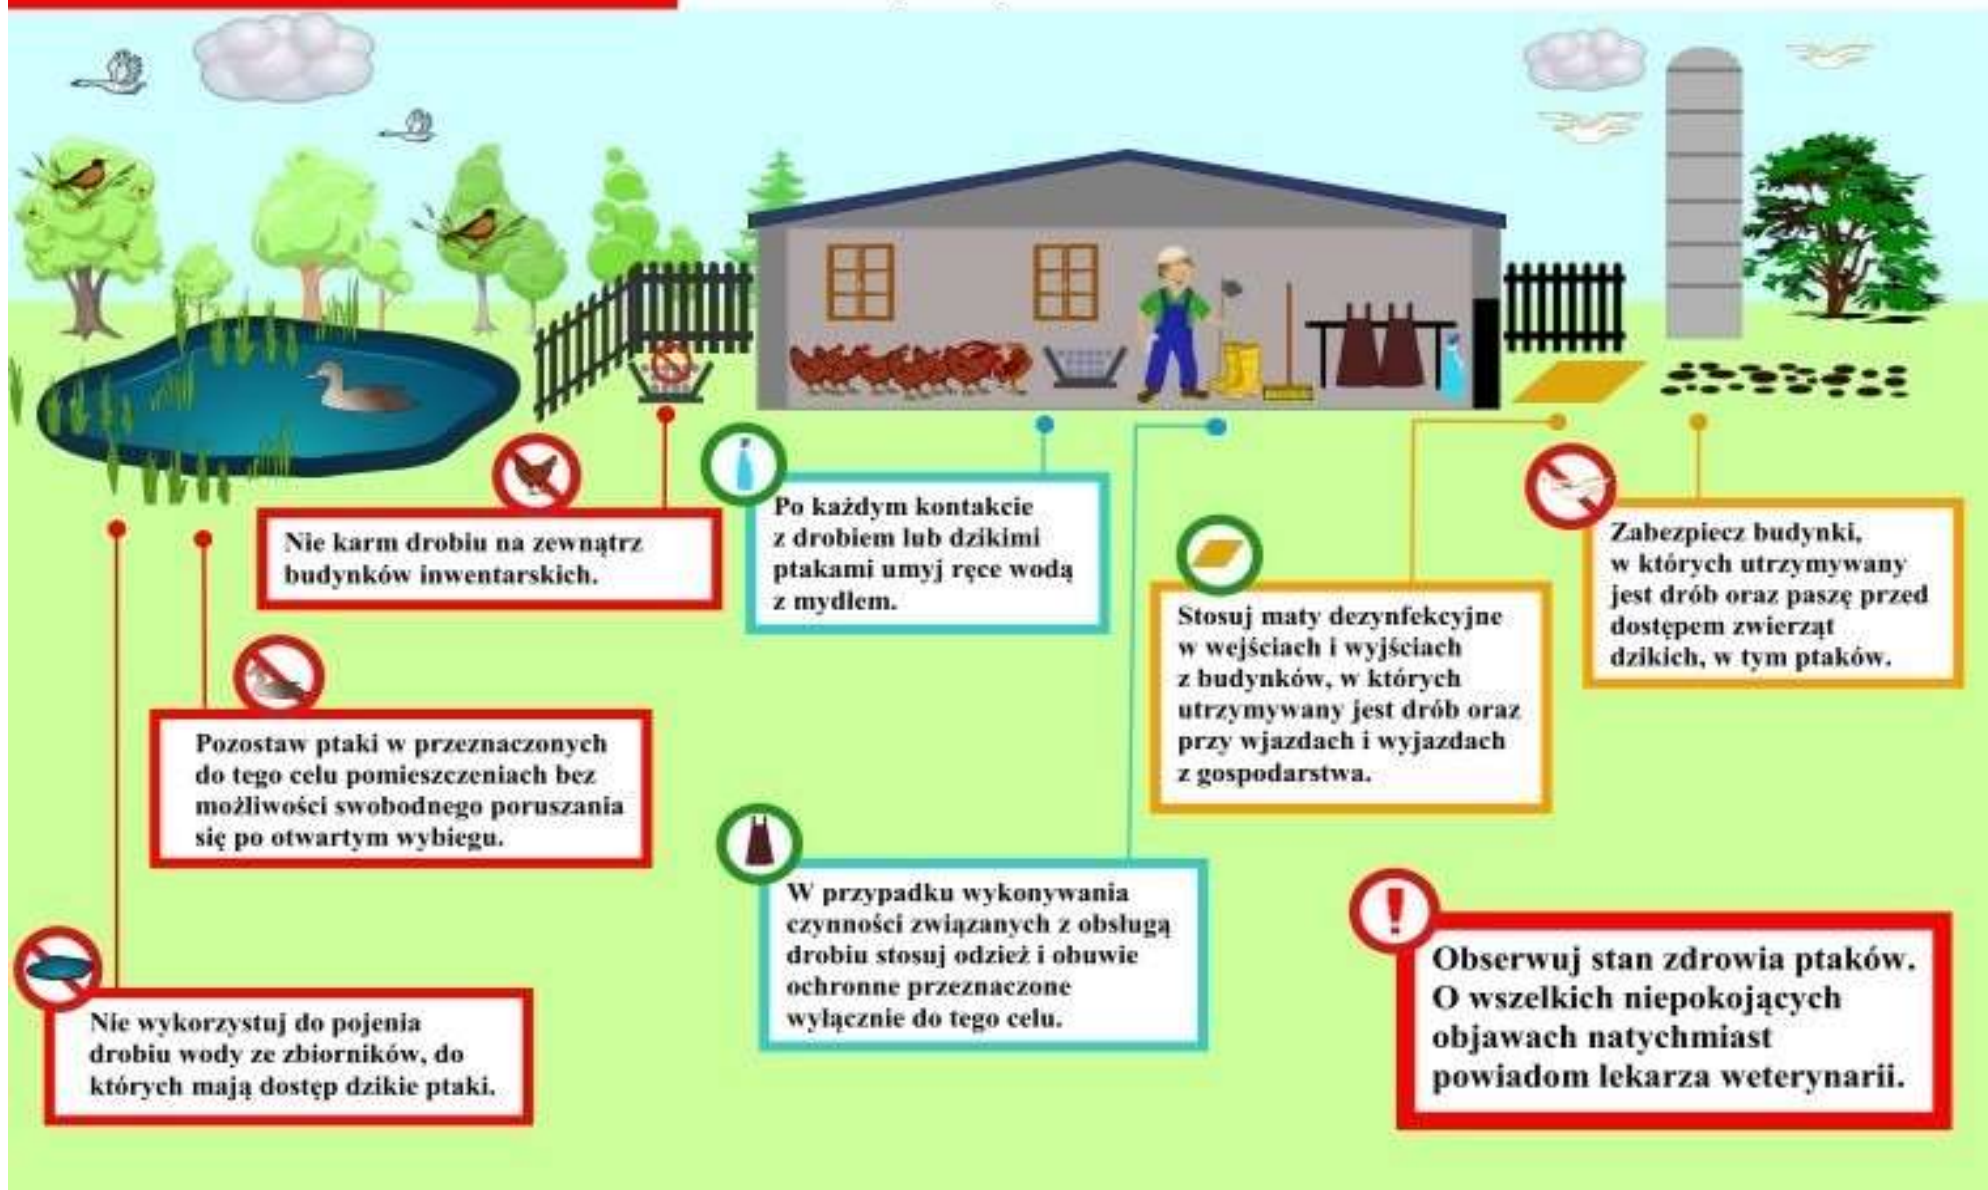 Nie karm drobiu na zewnątrz
budynków inwentarskich.
Po każdym kontakcie
z drobiem lub dzikimi
ptakami umyj ręce wodą
z mydłem.
Stosuj maty dezynfekcyjne
w wejściach i wyjściach
z budynków, w których
utrzymywany jest drób oraz
przy wjazdach i wyjazdach
z gospodarstwa.
Zabezpiecz budynki,
w których utrzymywany
jest drób oraz paszę przed
dostępem zwierząt
dzikich, w tym ptaków.
Pozostaw ptaki w przeznaczonych
do tego celu pomieszczeniach bez
możliwości swobodnego poruszania
się po otwartym wybiegu.
W przypadku wykonywania
czynności związanych z obsługą
drobiu stosuj odzież i obuwie
ochronne przeznaczone
wyłącznie do tego celu.
Nie wykorzystuj do pojenia
drobiu wody ze zbiorników, do
których mają dostęp dzikie ptaki.
!
Obserwuj stan zdrowia ptaków.
O wszelkich niepokojących
objawach natychmiast
powiadom lekarza weterynarii.